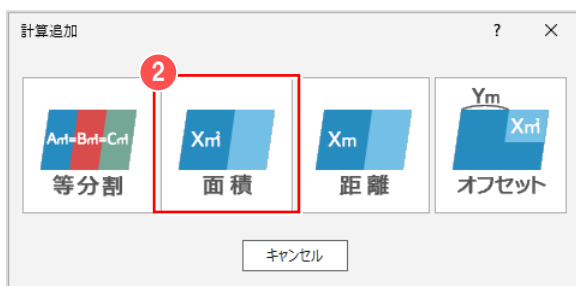 計算追加 ? ×
2
A㎡=B㎡=C㎡
等分割
X㎡
面積
Xm
距離
Ym
X㎡
オフセット
キャンセル